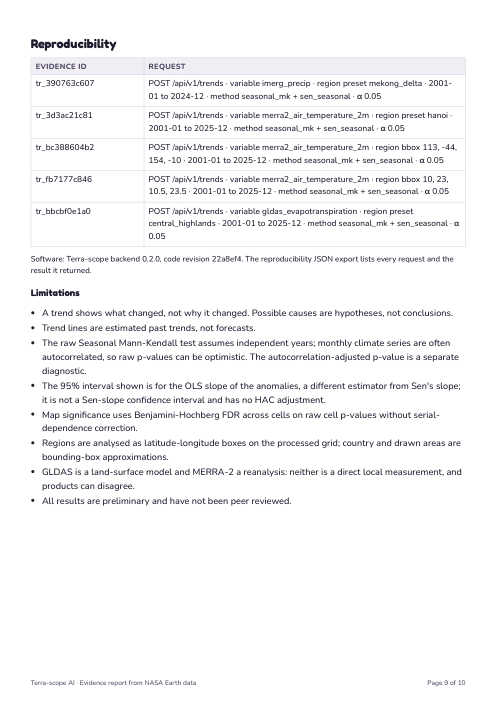 Reproducibility
EVIDENCE ID REQUEST
tr_390763c607 POST /api/v1/trends · variable imerg_precip · region preset mekong_delta · 2001-
01 to 2024-12 · method seasonal_mk + sen_seasonal · α 0.05
tr_3d3ac21c81 POST /api/v1/trends · variable merra2_air_temperature_2m · region preset hanoi ·
2001-01 to 2025-12 · method seasonal_mk + sen_seasonal · α 0.05
tr_bc388604b2 POST /api/v1/trends · variable merra2_air_temperature_2m · region bbox 113, -44,
154, -10 · 2001-01 to 2025-12 · method seasonal_mk + sen_seasonal · α 0.05
tr_fb7177c846 POST /api/v1/trends · variable merra2_air_temperature_2m · region bbox 10, 23,
10.5, 23.5 · 2001-01 to 2025-12 · method seasonal_mk + sen_seasonal · α 0.05
tr_bbcbf0e1a0 POST /api/v1/trends · variable gldas_evapotranspiration · region preset
central_highlands · 2001-01 to 2025-12 · method seasonal_mk + sen_seasonal · α
0.05
Software: Terra-scope backend 0.2.0, code revision 22a8ef4. The reproducibility JSON export lists every request and the
result it returned.
Limitations
• A trend shows what changed, not why it changed. Possible causes are hypotheses, not conclusions.
• Trend lines are estimated past trends, not forecasts.
• The raw Seasonal Mann-Kendall test assumes independent years; monthly climate series are often
autocorrelated, so raw p-values can be optimistic. The autocorrelation-adjusted p-value is a separate
diagnostic.
• The 95% interval shown is for the OLS slope of the anomalies, a different estimator from Sen's slope;
it is not a Sen-slope confidence interval and has no HAC adjustment.
• Map significance uses Benjamini-Hochberg FDR across cells on raw cell p-values without serial-
dependence correction.
• Regions are analysed as latitude-longitude boxes on the processed grid; country and drawn areas are
bounding-box approximations.
• GLDAS is a land-surface model and MERRA-2 a reanalysis: neither is a direct local measurement, and
products can disagree.
• All results are preliminary and have not been peer reviewed.
Terra-scope AI · Evidence report from NASA Earth data Page 9 of 10